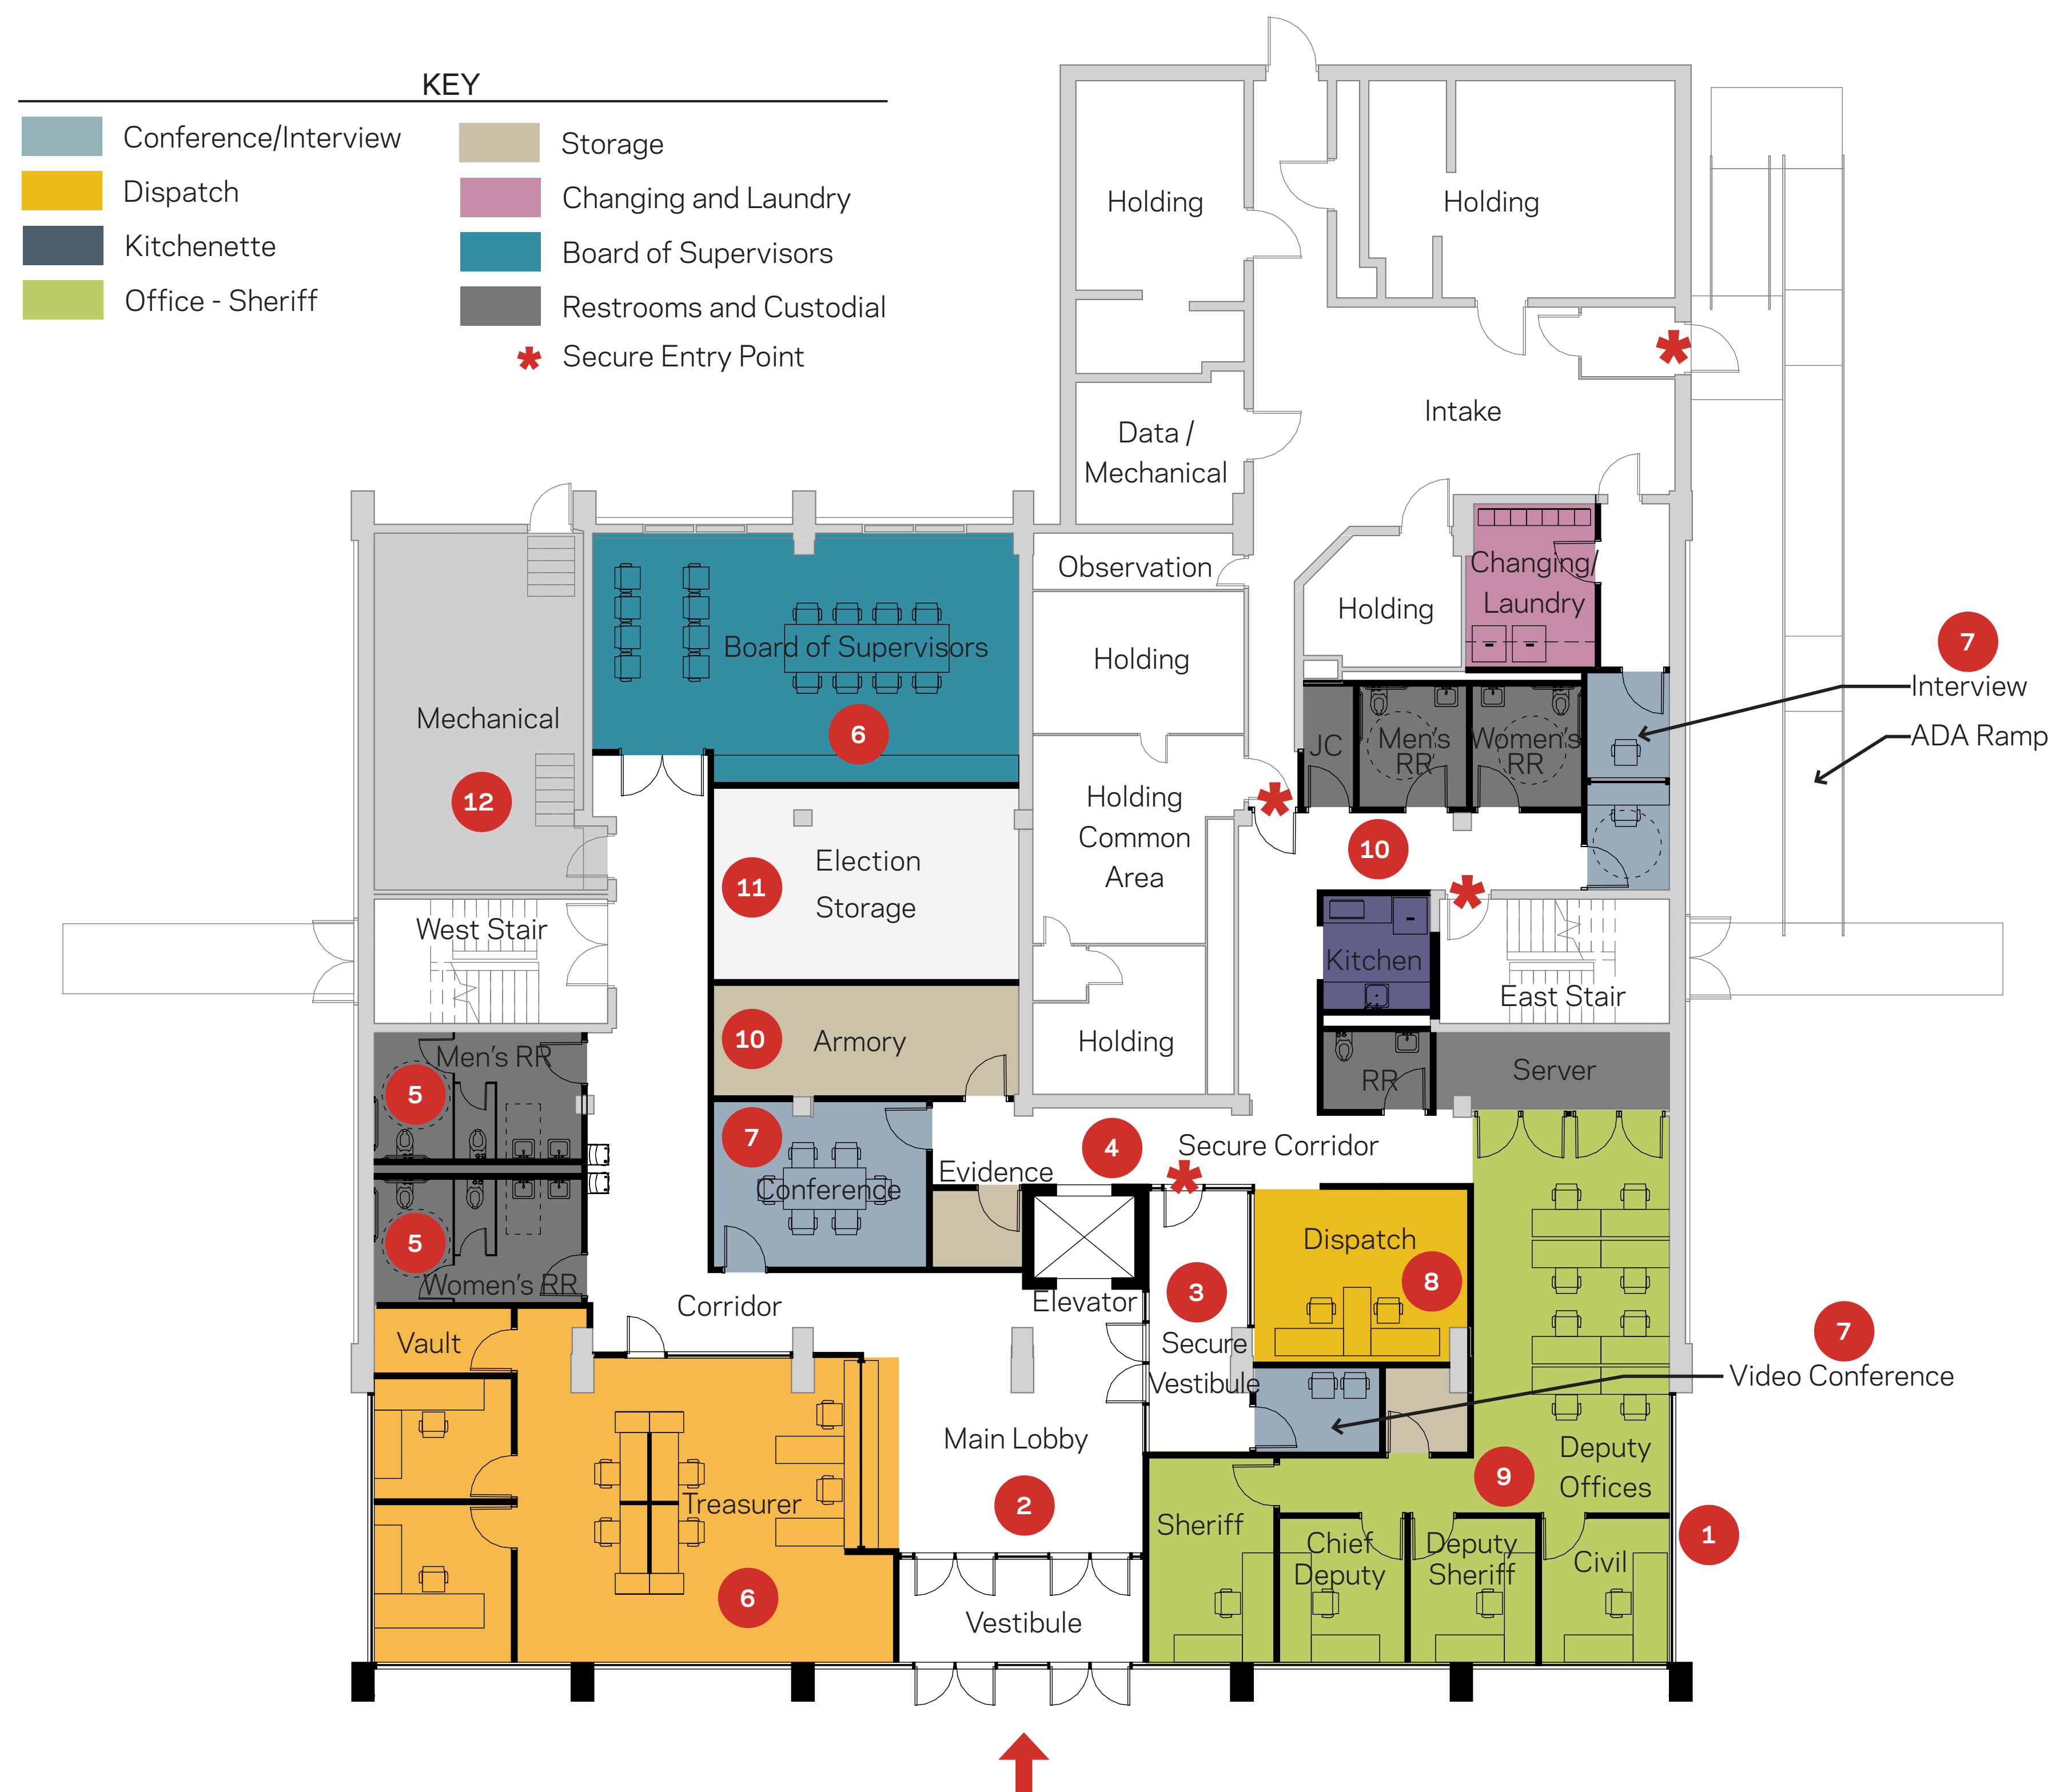 KEY
Conference/Interview
Dispatch
Kitchenette
Office - Sheriff
Storage
Changing and Laundry
Board of Supervisors
Restrooms and Custodial
* Secure Entry Point
Holding
Holding
*
Intake
Data /
Mechanical
Observation
Changing/
Laundry
Holding
7
Interview
ADA Ramp
Board of Supervisors
6
Holding
Mechanical
12
JC
Men's
RR
Women's
RR
Holding
Common
Area
*
10
*
Election
Storage
11
West Stair
Kitchen
East Stair
10
Armory
Holding
Men's RR
5
RR
Server
7
Conference
Evidence
4
Secure Corridor
*
5
Women's RR
Dispatch
8
3
Corridor
Elevator
Secure
Vestibule
Vault
7
Video Conference
Main Lobby
2
Deputy
Offices
9
Treasurer
6
Sheriff
Chief
Deputy
Deputy
Sheriff
Civil
1
Vestibule